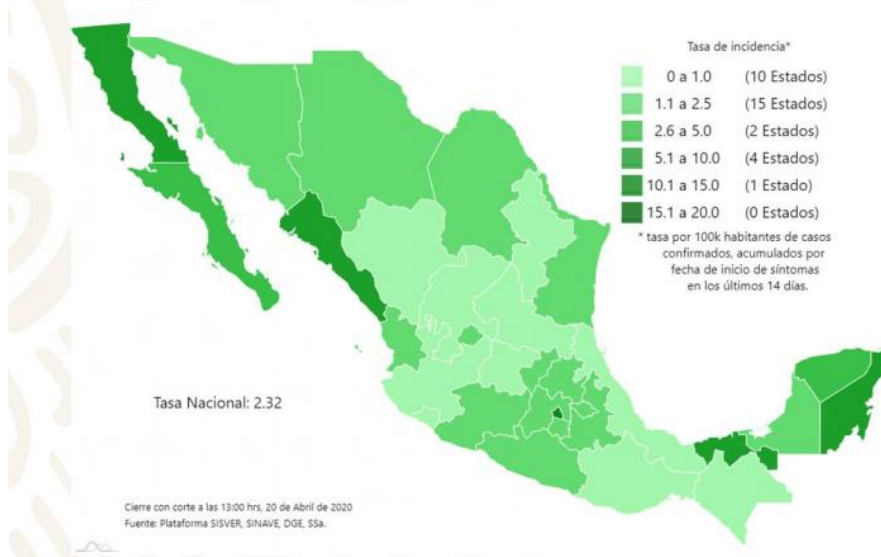 Tasa de incidencia*
0 a 1.0 (10 Estados)
1.1 a 2.5 (15 Estados)
2.6 a 5.0 (2 Estados)
5.1 a 10.0 (4 Estados)
10.1 a 15.0 (1 Estado)
15.1 a 20.0 (0 Estados)
* tasa por 100k habitantes de casos
confirmados, acumulados por
fecha de inicio de síntomas
en los últimos 14 días.
Tasa Nacional: 2.32
Cierre con corte a las 13:00 hrs, 20 de Abril de 2020
Fuente: Plataforma SISVER, SINAVE, DGE, SSa.